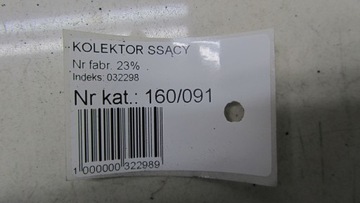 KOLEKTOR SSĄCY
Nr fabr. 23%
Indeks: 032298
Nr kat.: 160/091
1 000000 322989